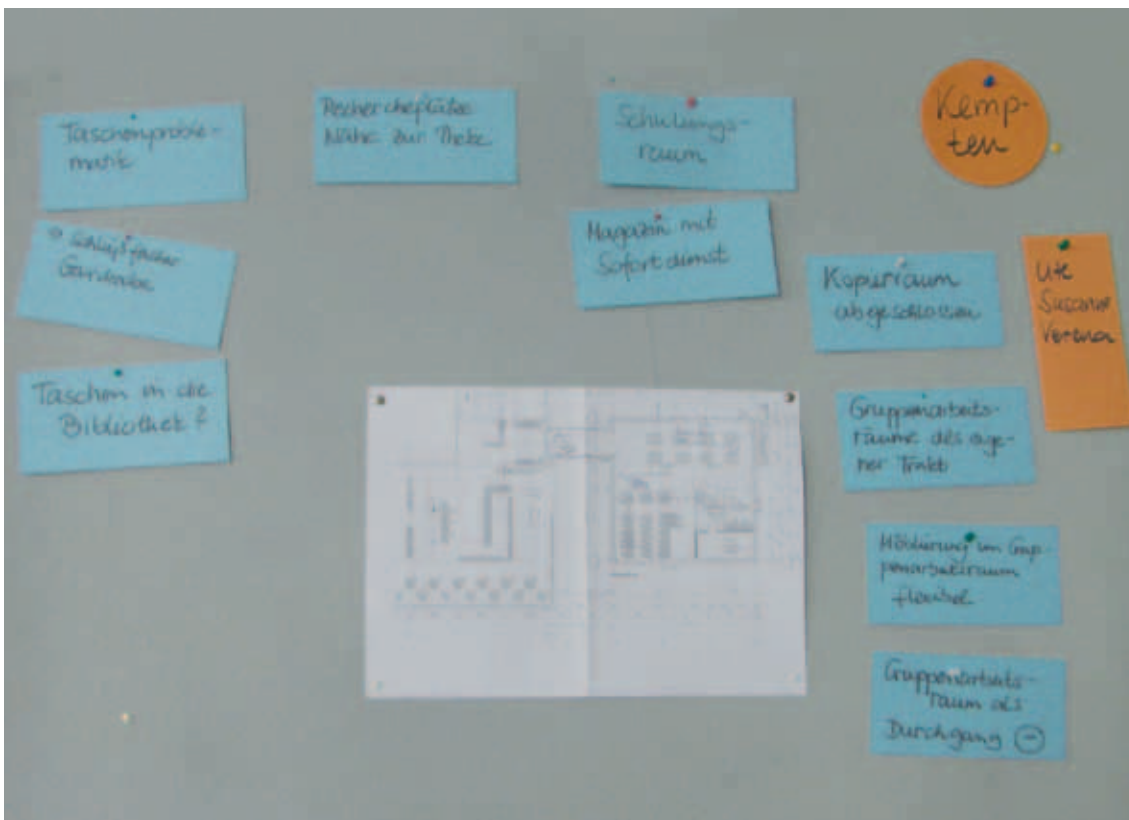 Taschenproble-
matik
Schließfächer
Garderobe
Taschen in die
Bibliothek?
Rechercheplätze
Nähe zur Theke
Schulungs-
raum
Magazin mit
Sofortdienst
Kemp-
ten
Ute
Susanne
Verena
Kopierraum
abgeschlossen
Gruppenarbeits-
räume als eige-
ner Trakt
Möblierung im Grup-
penarbeitsraum
flexibel
Gruppenarbeits-
raum als
Durchgang ⊖